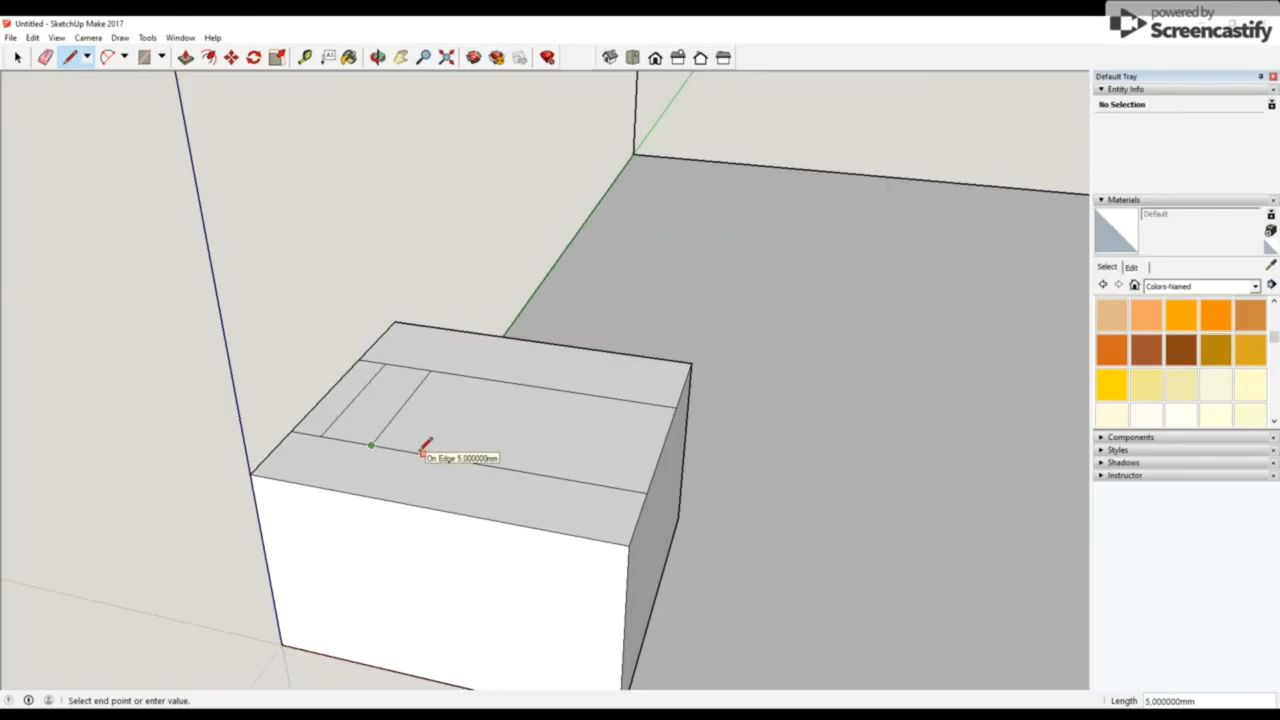 powered by
Screencastify
Untitled - SketchUp Make 2017
File Edit View Camera Draw Tools Window Help
Default Tray
Entity Info
No Selection
Materials
Default
Select Edit
Colors-Named
On Edge 5,000000mm
Components
Styles
Shadows
Instructor
Select end point or enter value.
Length 5,000000mm